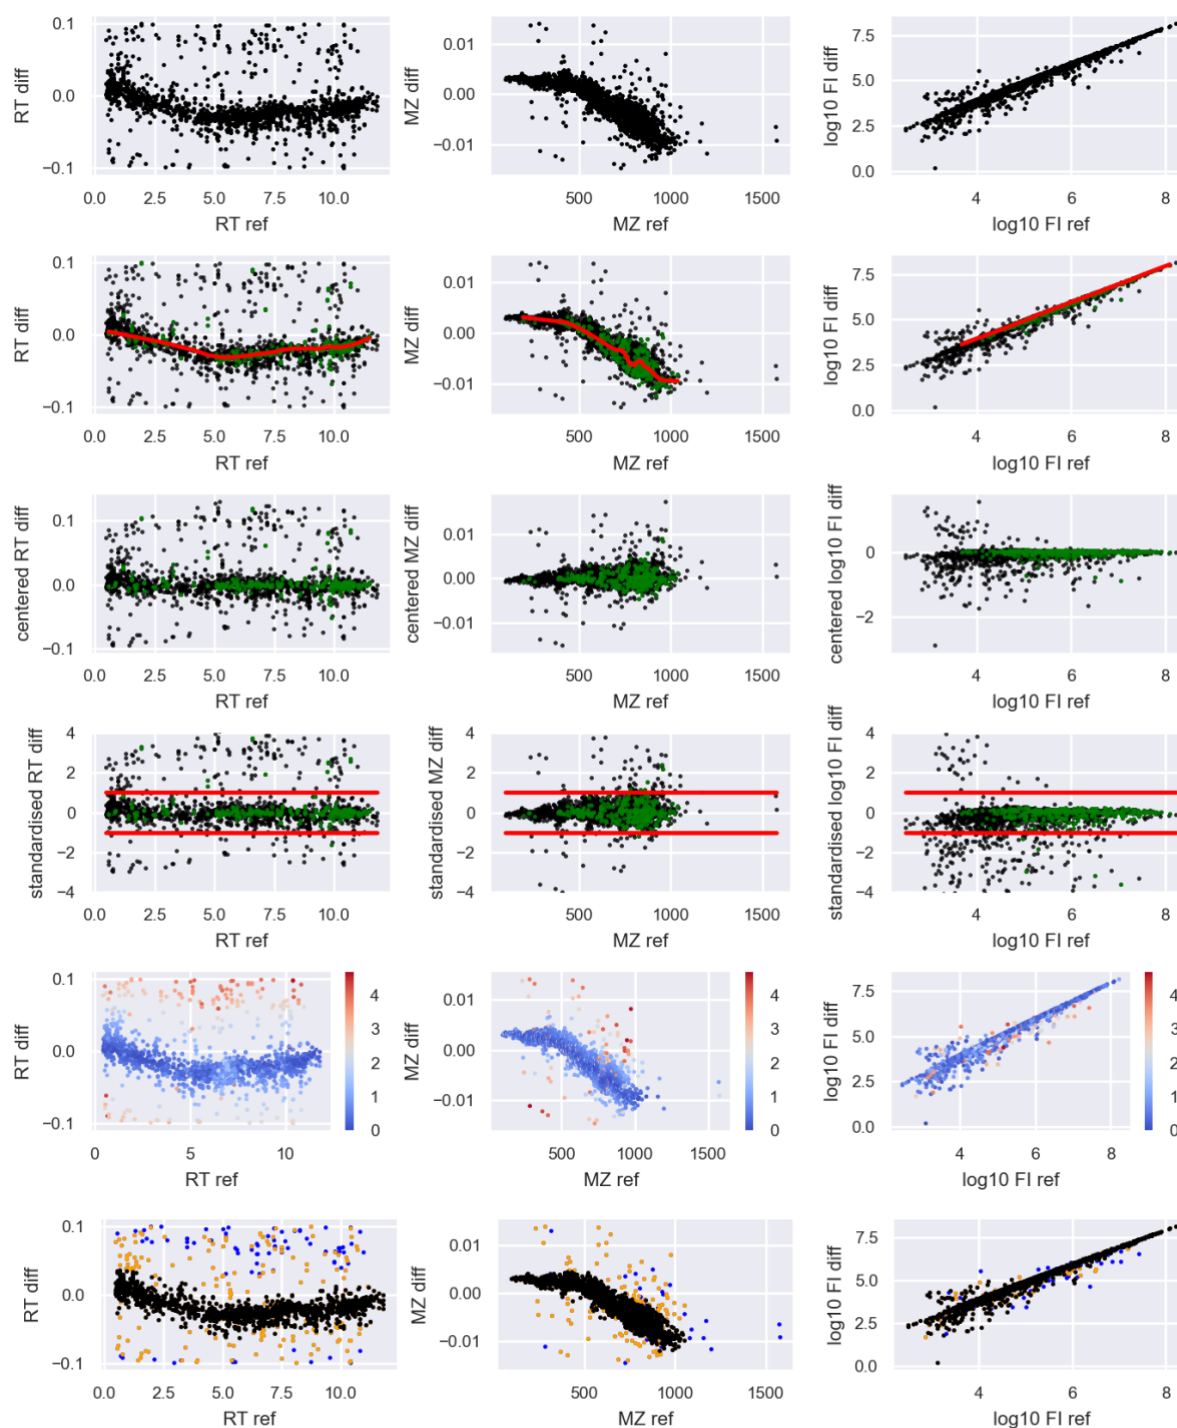 0.1
0.0
−0.1
RT diff
0.0 2.5 5.0 7.5 10.0
RT ref
0.01
0.00
−0.01
MZ diff
500 1000 1500
MZ ref
7.5
5.0
2.5
0.0
log10 FI diff
4 6 8
log10 FI ref
0.1
0.0
−0.1
RT diff
0.0 2.5 5.0 7.5 10.0
RT ref
0.01
0.00
−0.01
MZ diff
500 1000 1500
MZ ref
7.5
5.0
2.5
0.0
log10 FI diff
4 6 8
log10 FI ref
0.1
0.0
−0.1
centered RT diff
0.0 2.5 5.0 7.5 10.0
RT ref
0.01
0.00
−0.01
centered MZ diff
500 1000 1500
MZ ref
0
−2
centered log10 FI diff
4 6 8
log10 FI ref
4
2
0
−2
−4
standardised RT diff
0.0 2.5 5.0 7.5 10.0
RT ref
4
2
0
−2
−4
standardised MZ diff
500 1000 1500
MZ ref
4
2
0
−2
−4
standardised log10 FI diff
4 6 8
log10 FI ref
0.1
0.0
−0.1
RT diff
0 5 10
RT ref
4
3
2
1
0
0.01
0.00
−0.01
MZ diff
500 1000 1500
MZ ref
4
3
2
1
0
7.5
5.0
2.5
0.0
log10 FI diff
4 6 8
log10 FI ref
4
3
2
1
0
0.1
0.0
−0.1
RT diff
0.0 2.5 5.0 7.5 10.0
RT ref
0.01
0.00
−0.01
MZ diff
500 1000 1500
MZ ref
7.5
5.0
2.5
0.0
log10 FI diff
4 6 8
log10 FI ref